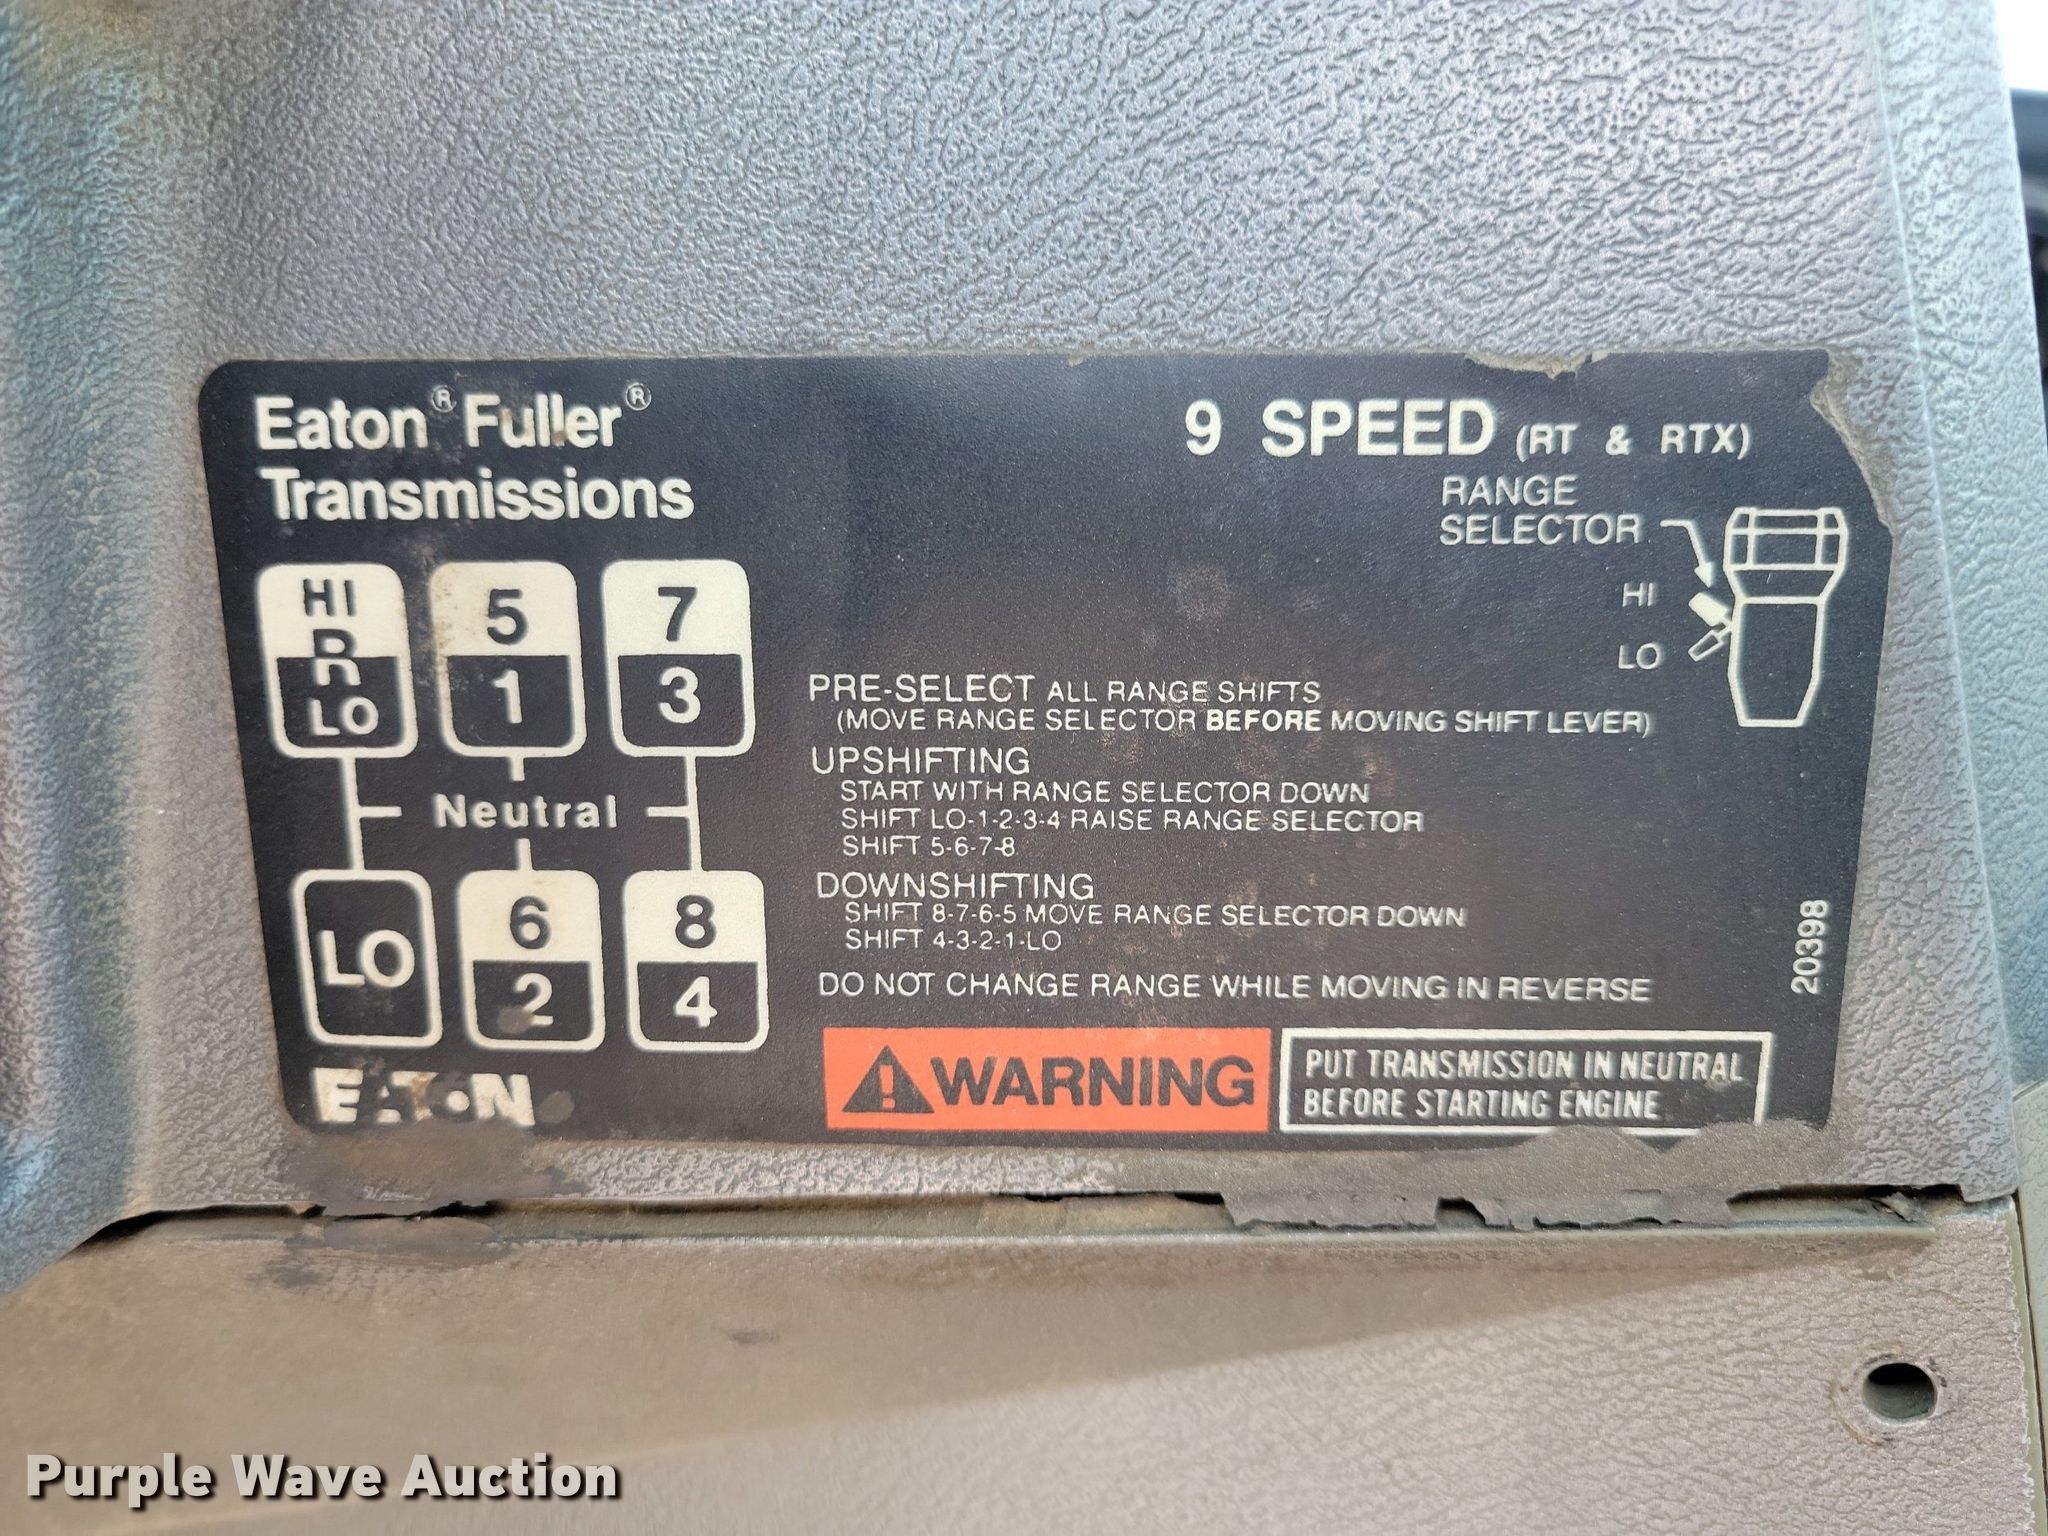 Eaton® Fuller®
Transmissions
9 SPEED (RT & RTX)
RANGE
SELECTOR
HI
LO
HI
R
LO
5
1
7
3
Neutral
LO
6
2
8
4
EATON
PRE-SELECT ALL RANGE SHIFTS
(MOVE RANGE SELECTOR BEFORE MOVING SHIFT LEVER)
UPSHIFTING
START WITH RANGE SELECTOR DOWN
SHIFT LO-1-2-3-4 RAISE RANGE SELECTOR
SHIFT 5-6-7-8
DOWNSHIFTING
SHIFT 8-7-6-5 MOVE RANGE SELECTOR DOWN
SHIFT 4-3-2-1-LO
DO NOT CHANGE RANGE WHILE MOVING IN REVERSE
20398
WARNING
PUT TRANSMISSION IN NEUTRAL
BEFORE STARTING ENGINE
Purple Wave Auction